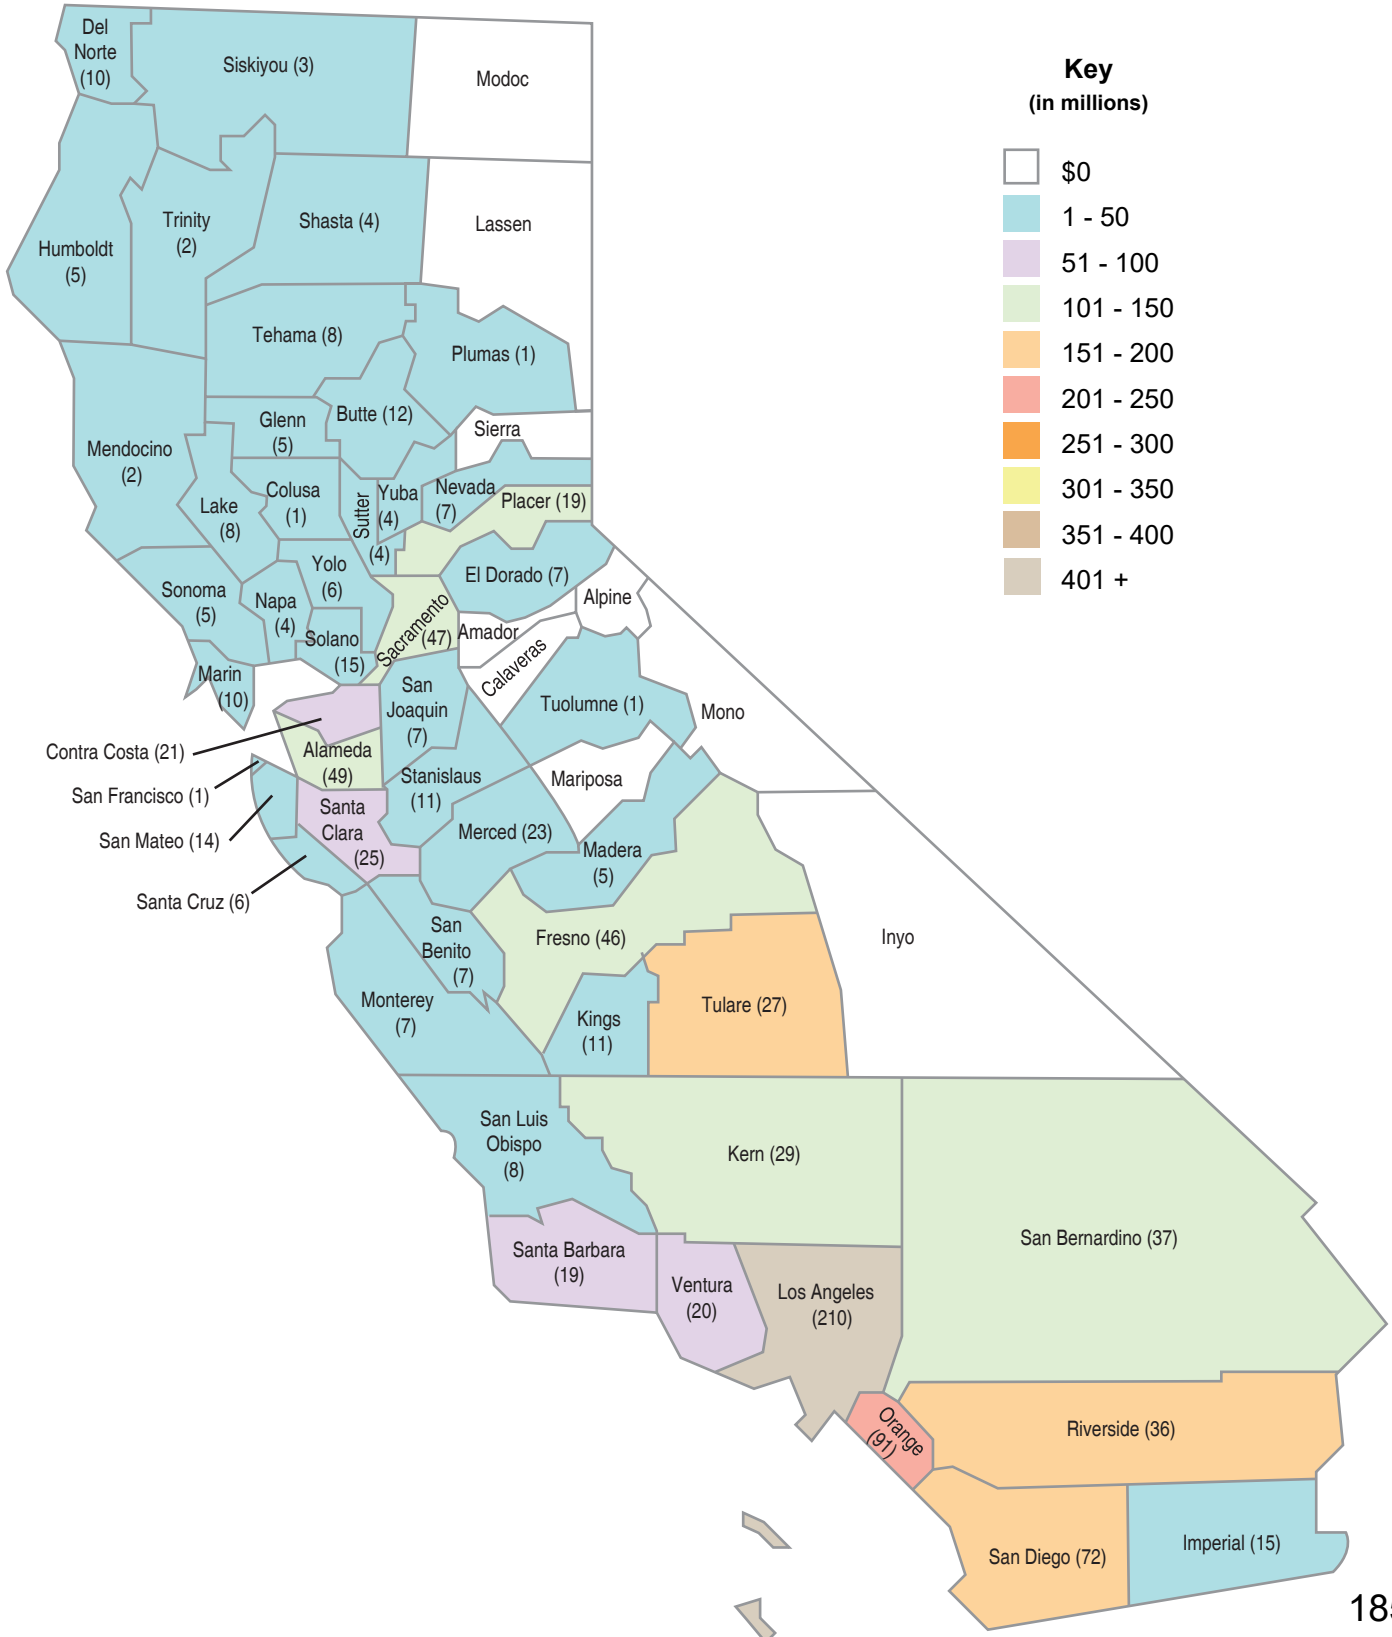 Del
Norte
(10)
Siskiyou (3)
Modoc
Key
(in millions)
$0
1 - 50
51 - 100
101 - 150
151 - 200
201 - 250
251 - 300
301 - 350
351 - 400
401 +
Humboldt
(5)
Trinity
(2)
Shasta (4)
Lassen
Tehama (8)
Plumas (1)
Mendocino
(2)
Glenn
(5)
Butte (12)
Sierra
Lake
(8)
Colusa
(1)
Sutter
(4)
Yuba
(4)
Nevada
(7)
Placer (19)
Sonoma
(5)
Napa
(4)
Yolo
(6)
El Dorado (7)
Alpine
Solano
(15)
Sacramento
(47)
Amador
Calaveras
Marin
(10)
San
Joaquin
(7)
Tuolumne (1)
Mono
Contra Costa (21)
Alameda
(49)
Stanislaus
(11)
Mariposa
San Francisco (1)
San Mateo (14)
Santa
Clara
(25)
Merced (23)
Madera
(5)
Santa Cruz (6)
San
Benito
(7)
Fresno (46)
Inyo
Monterey
(7)
Kings
(11)
Tulare (27)
San Luis
Obispo
(8)
Kern (29)
San Bernardino (37)
Santa Barbara
(19)
Ventura
(20)
Los Angeles
(210)
Orange
(91)
Riverside (36)
San Diego (72)
Imperial (15)
185